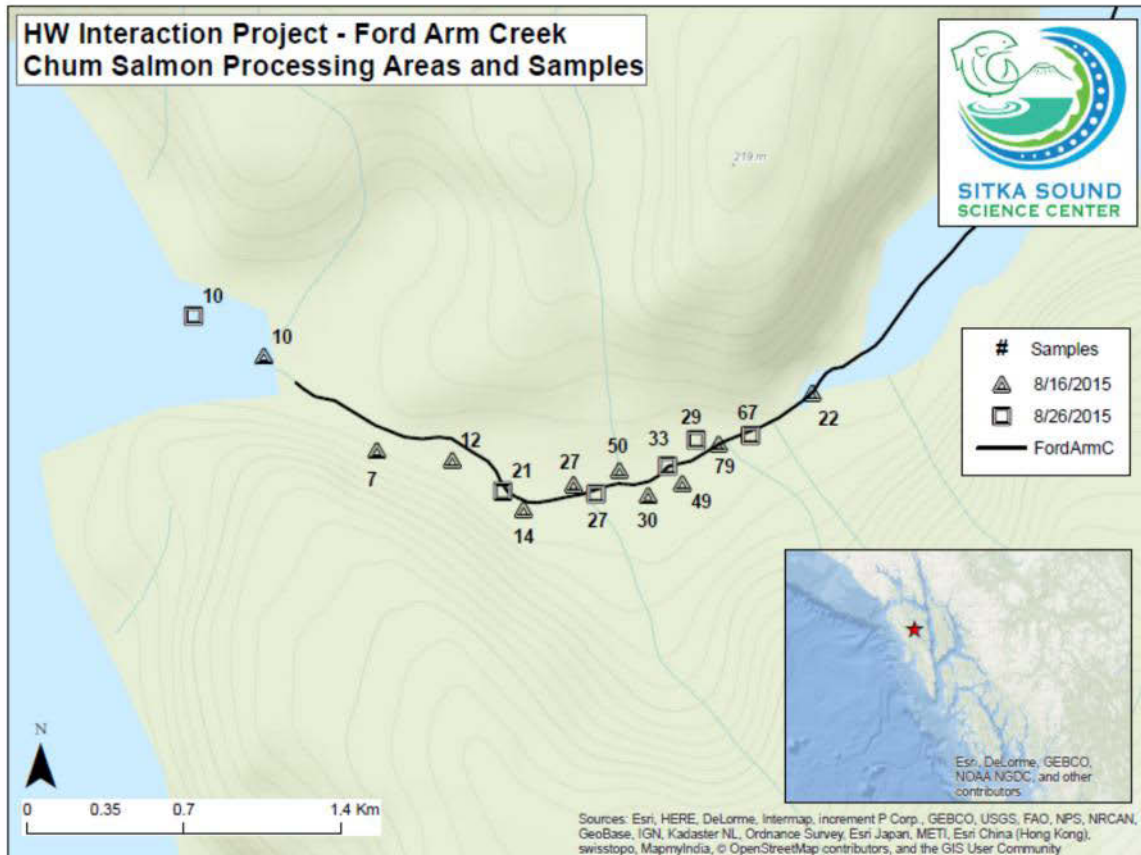 HW Interaction Project - Ford Arm Creek
Chum Salmon Processing Areas and Samples
SITKA SOUND
SCIENCE CENTER
219 m
10
10
# Samples
8/16/2015
8/26/2015
FordArmC
22
67
29
33
50
79
12
27
21
7
49
27
30
14
N
0 0.35 0.7 1.4 Km
Esri, DeLorme, GEBCO,
NOAA NGDC, and other
contributors
Sources: Esri, HERE, DeLorme, Intermap, increment P Corp., GEBCO, USGS, FAO, NPS, NRCAN,
GeoBase, IGN, Kadaster NL, Ordnance Survey, Esri Japan, METI, Esri China (Hong Kong),
swisstopo, MapmyIndia, © OpenStreetMap contributors, and the GIS User Community